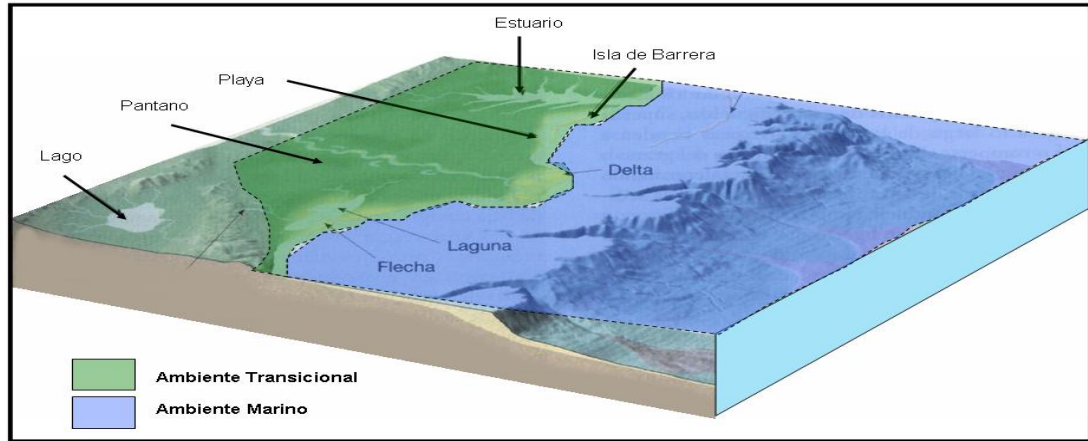 Estuario
Isla de Barrera
Playa
Pantano
Lago
Delta
Laguna
Flecha
Ambiente Transicional
Ambiente Marino